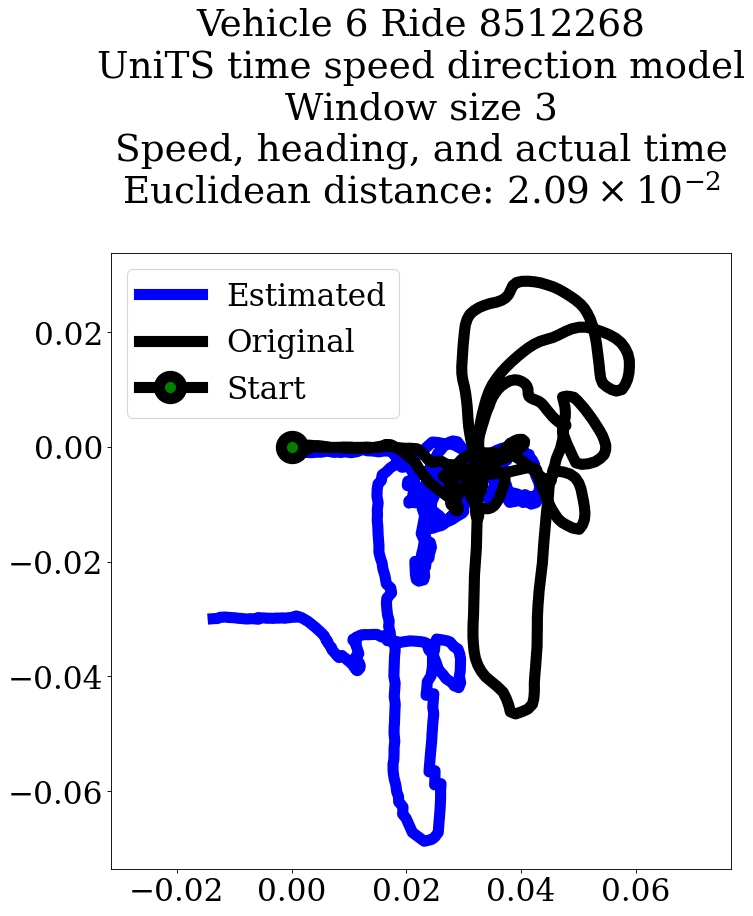 Vehicle 6 Ride 8512268
UniTS time speed direction model
Window size 3
Speed, heading, and actual time
Euclidean distance: 2.09 × 10⁻²
Estimated
Original
Start
0.02
0.00
−0.02
−0.04
−0.06
−0.02 0.00 0.02 0.04 0.06